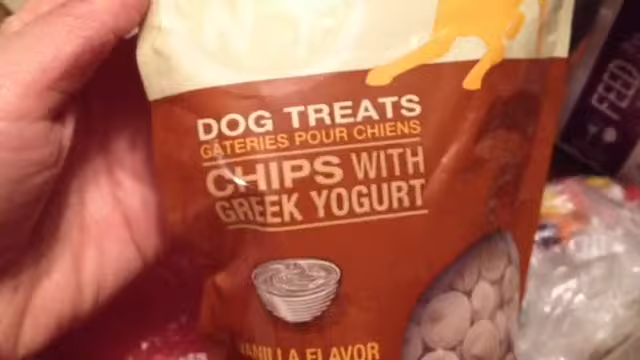 DOG TREATS
GÂTERIES POUR CHIENS
CHIPS WITH
GREEK YOGURT
VANILLA FLAVOR
FEED